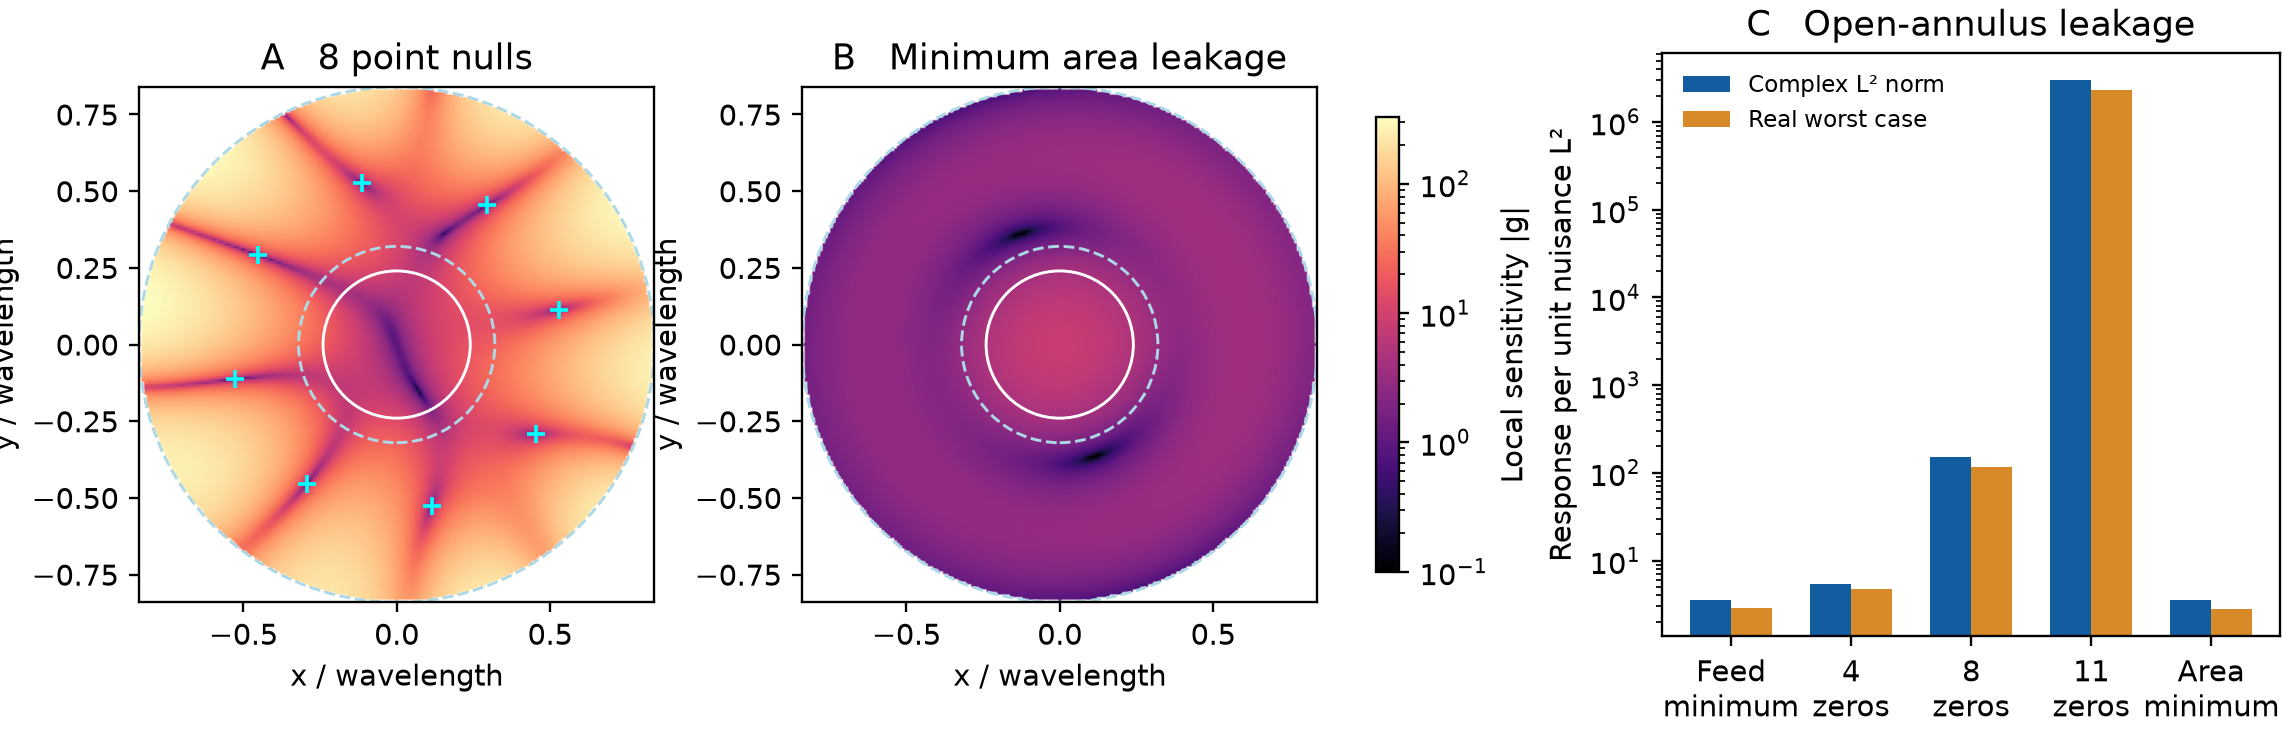 A   8 point nulls
0.75
0.50
0.25
0.00
−0.25
−0.50
−0.75
−0.5
0.0
0.5
x / wavelength
y / wavelength
B   Minimum area leakage
0.75
0.50
0.25
0.00
−0.25
−0.50
−0.75
−0.5
0.0
0.5
x / wavelength
y / wavelength
10²
10¹
10⁰
10⁻¹
Local sensitivity |g|
C   Open-annulus leakage
Complex L² norm
Real worst case
10⁶
10⁵
10⁴
10³
10²
10¹
Response per unit nuisance L²
Feed
minimum
4
zeros
8
zeros
11
zeros
Area
minimum